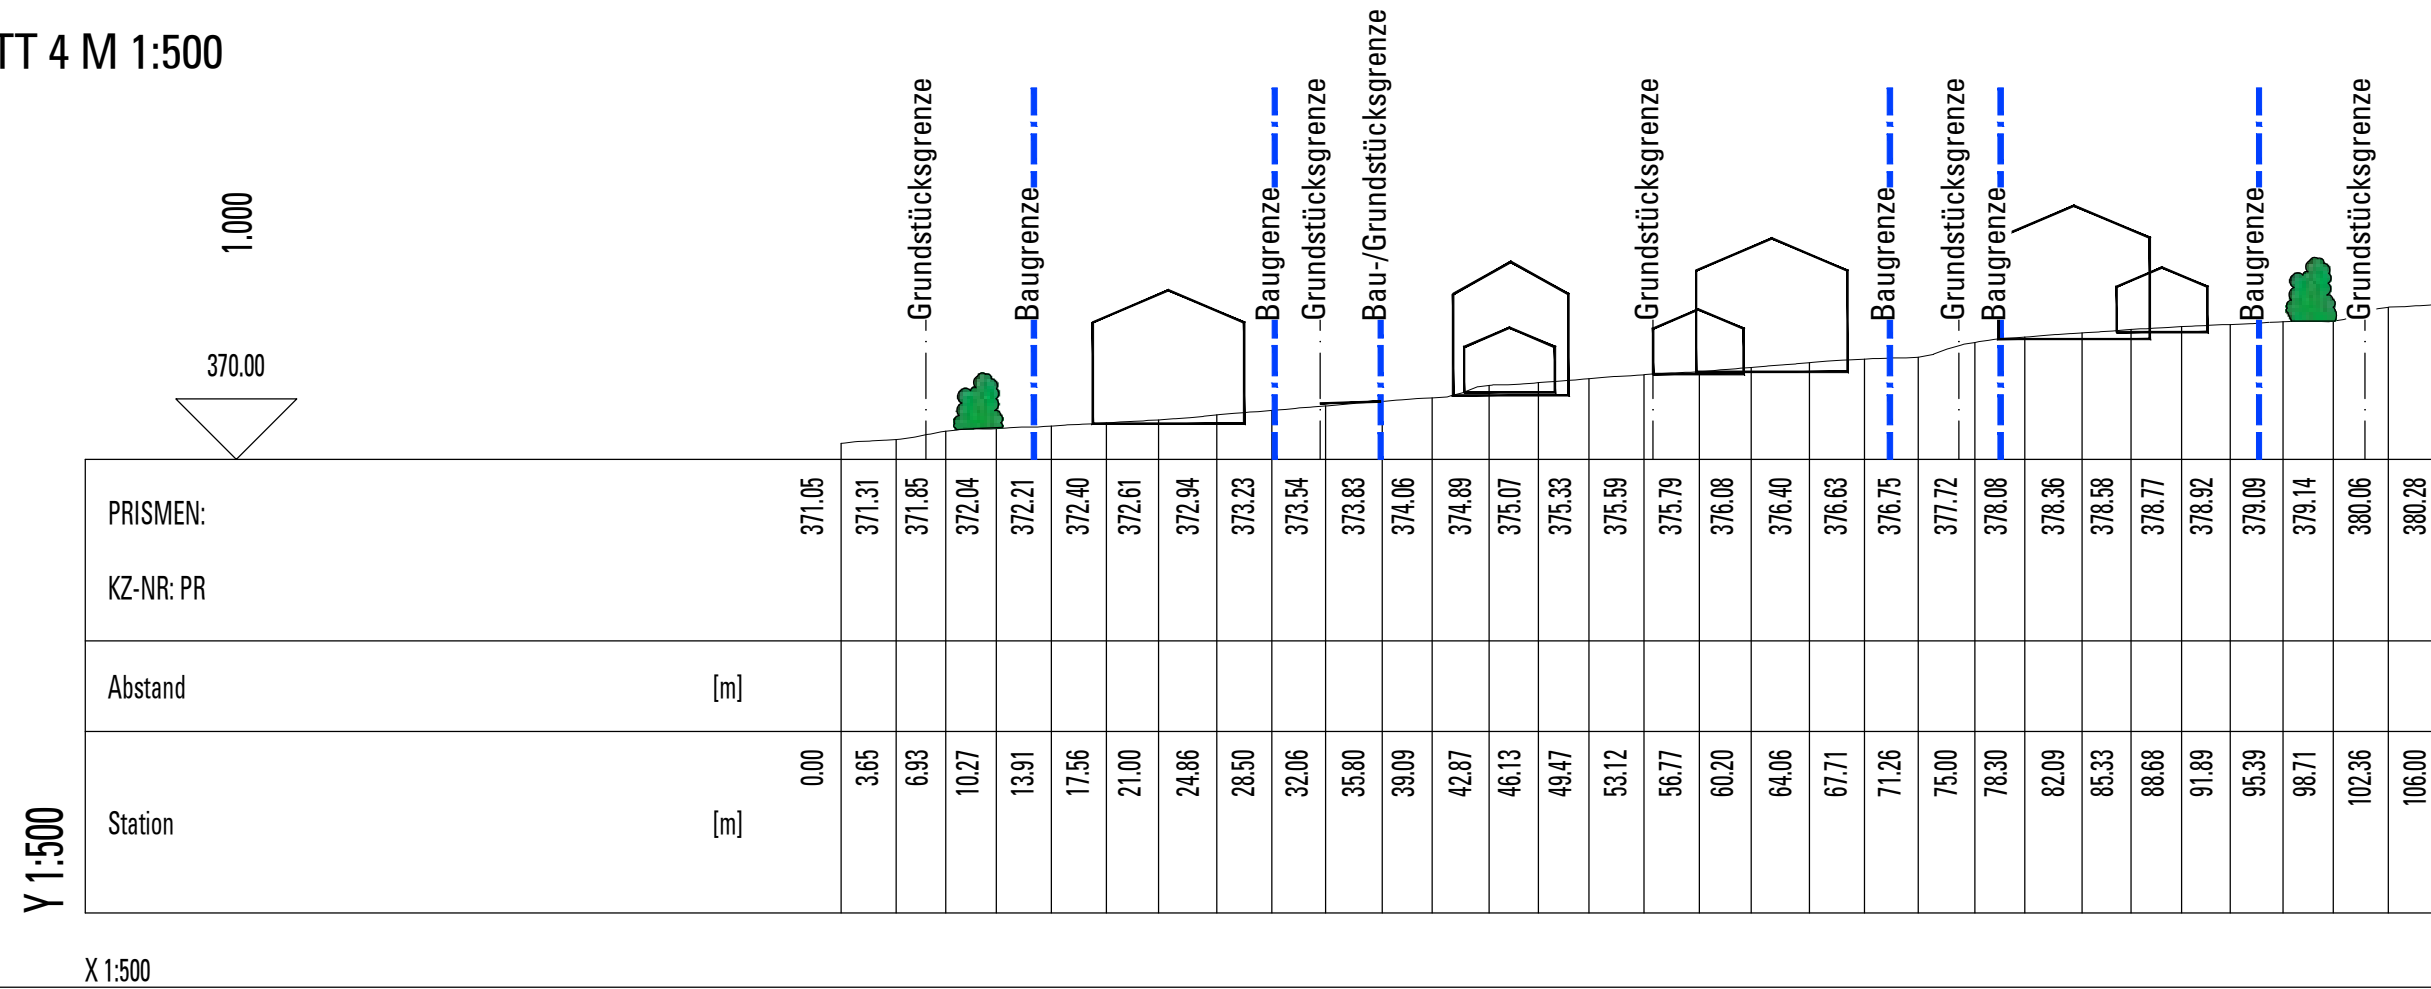 TT 4 M 1:500
1.000
370.00
Grundstücksgrenze
Baugrenze
Baugrenze
Grundstücksgrenze
Bau-/Grundstücksgrenze
Grundstücksgrenze
Baugrenze
Grundstücksgrenze
Baugrenze
Baugrenze
Grundstücksgrenze
PRISMEN:
371.05 371.31 371.85 372.04 372.21 372.40 372.61 372.94 373.23 373.54 373.83 374.06 374.89 375.07 375.33 375.59 375.79 376.08 376.40 376.63 376.75 377.72 378.08 378.36 378.58 378.77 378.92 379.09 379.14 380.06 380.28
KZ-NR: PR
Abstand [m]
Station [m]
0.00 3.65 6.93 10.27 13.91 17.56 21.00 24.86 28.50 32.06 35.80 39.09 42.87 46.13 49.47 53.12 56.77 60.20 64.06 67.71 71.26 75.00 78.30 82.09 85.33 88.68 91.89 95.39 98.71 102.36 106.00
Y 1:500
X 1:500